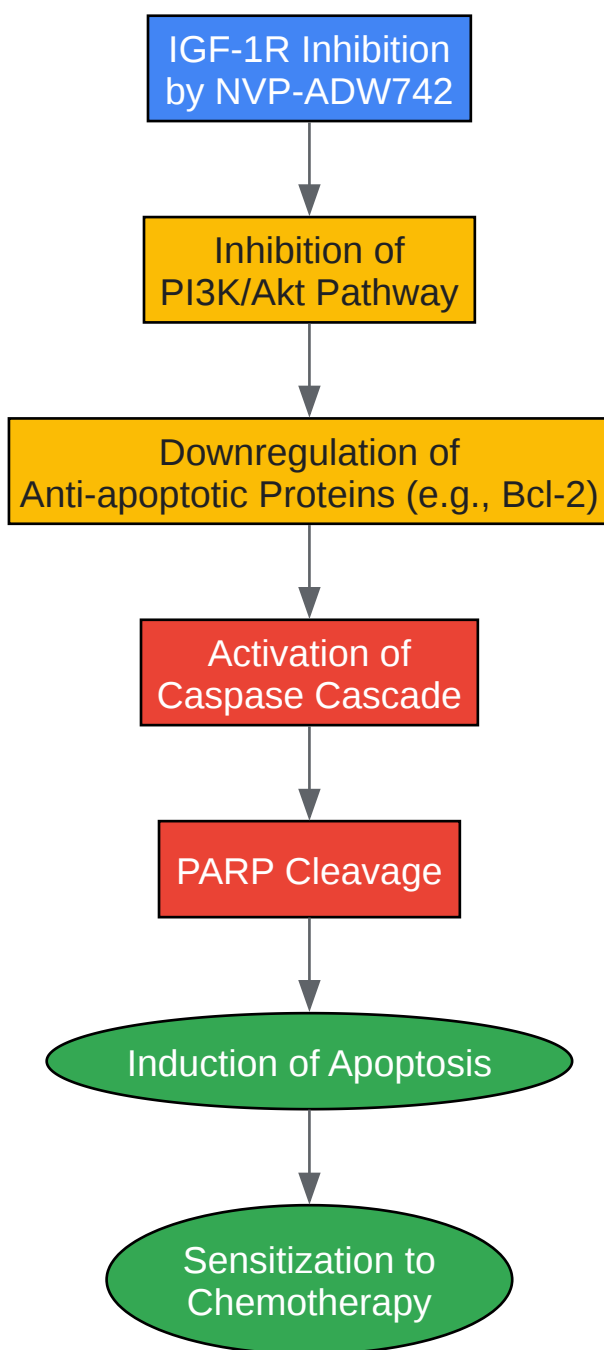 IGF-1R Inhibition
by NVP-ADW742
Inhibition of
PI3K/Akt Pathway
Downregulation of
Anti-apoptotic Proteins (e.g., Bcl-2)
Activation of
Caspase Cascade
PARP Cleavage
Induction of Apoptosis
Sensitization to
Chemotherapy